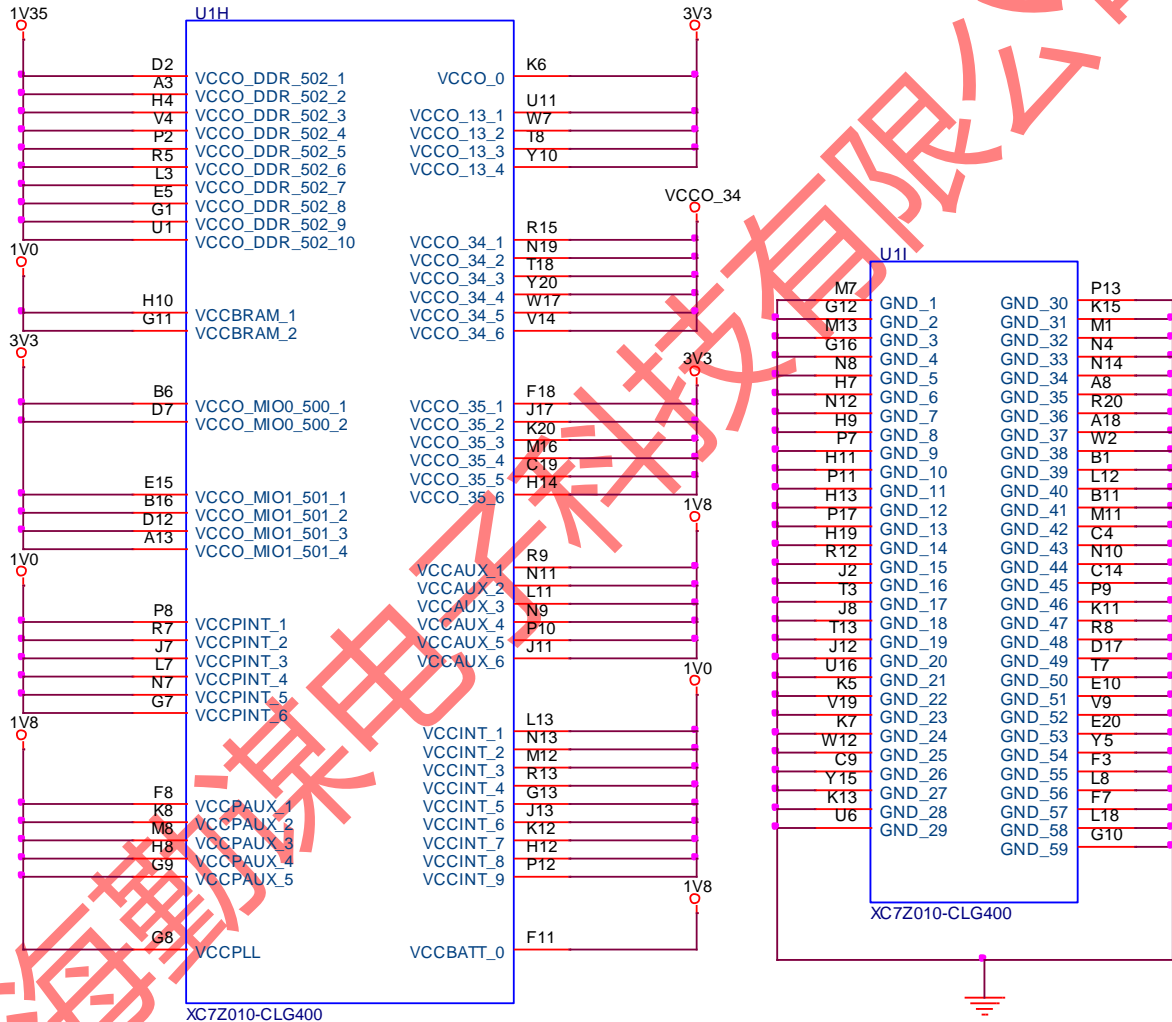 1V35
U1H
3V3
D2 VCCO_DDR_502_1
A3 VCCO_DDR_502_2
H4 VCCO_DDR_502_3
V4 VCCO_DDR_502_4
P2 VCCO_DDR_502_5
R5 VCCO_DDR_502_6
L3 VCCO_DDR_502_7
E5 VCCO_DDR_502_8
G1 VCCO_DDR_502_9
U1 VCCO_DDR_502_10
1V0
H10 VCCBRAM_1
G11 VCCBRAM_2
3V3
B6 VCCO_MIO0_500_1
D7 VCCO_MIO0_500_2
E15 VCCO_MIO1_501_1
B16 VCCO_MIO1_501_2
D12 VCCO_MIO1_501_3
A13 VCCO_MIO1_501_4
1V0
P8 VCCPINT_1
R7 VCCPINT_2
J7 VCCPINT_3
L7 VCCPINT_4
N7 VCCPINT_5
G7 VCCPINT_6
1V8
F8 VCCPAUX_1
K8 VCCPAUX_2
M8 VCCPAUX_3
H8 VCCPAUX_4
G9 VCCPAUX_5
G8 VCCPLL
VCCO_0 K6
VCCO_13_1 U11
VCCO_13_2 W7
VCCO_13_3 T8
VCCO_13_4 Y10
VCCO_34
VCCO_34_1 R15
VCCO_34_2 N19
VCCO_34_3 T18
VCCO_34_4 Y20
VCCO_34_5 W17
VCCO_34_6 V14
3V3
VCCO_35_1 F18
VCCO_35_2 J17
VCCO_35_3 K20
VCCO_35_4 M16
VCCO_35_5 C19
VCCO_35_6 H14
1V8
VCCAUX_1 R9
VCCAUX_2 N11
VCCAUX_3 L11
VCCAUX_4 N9
VCCAUX_5 P10
VCCAUX_6 J11
1V0
VCCINT_1 L13
VCCINT_2 N13
VCCINT_3 M12
VCCINT_4 R13
VCCINT_5 G13
VCCINT_6 J13
VCCINT_7 K12
VCCINT_8 H12
VCCINT_9 P12
1V8
VCCBATT_0 F11
XC7Z010-CLG400
U1I
M7 GND_1
G12 GND_2
M13 GND_3
G16 GND_4
N8 GND_5
H7 GND_6
N12 GND_7
H9 GND_8
P7 GND_9
H11 GND_10
P11 GND_11
H13 GND_12
P17 GND_13
H19 GND_14
R12 GND_15
J2 GND_16
T3 GND_17
J8 GND_18
T13 GND_19
J12 GND_20
U16 GND_21
K5 GND_22
V19 GND_23
K7 GND_24
W12 GND_25
C9 GND_26
Y15 GND_27
K13 GND_28
U6 GND_29
GND_30 P13
GND_31 K15
GND_32 M1
GND_33 N4
GND_34 N14
GND_35 A8
GND_36 R20
GND_37 A18
GND_38 W2
GND_39 B1
GND_40 L12
GND_41 B11
GND_42 M11
GND_43 C4
GND_44 N10
GND_45 C14
GND_46 P9
GND_47 K11
GND_48 R8
GND_49 D17
GND_50 T7
GND_51 E10
GND_52 V9
GND_53 E20
GND_54 Y5
GND_55 F3
GND_56 L8
GND_57 F7
GND_58 L18
GND_59 G10
XC7Z010-CLG400
海勤谋电子科技有限公